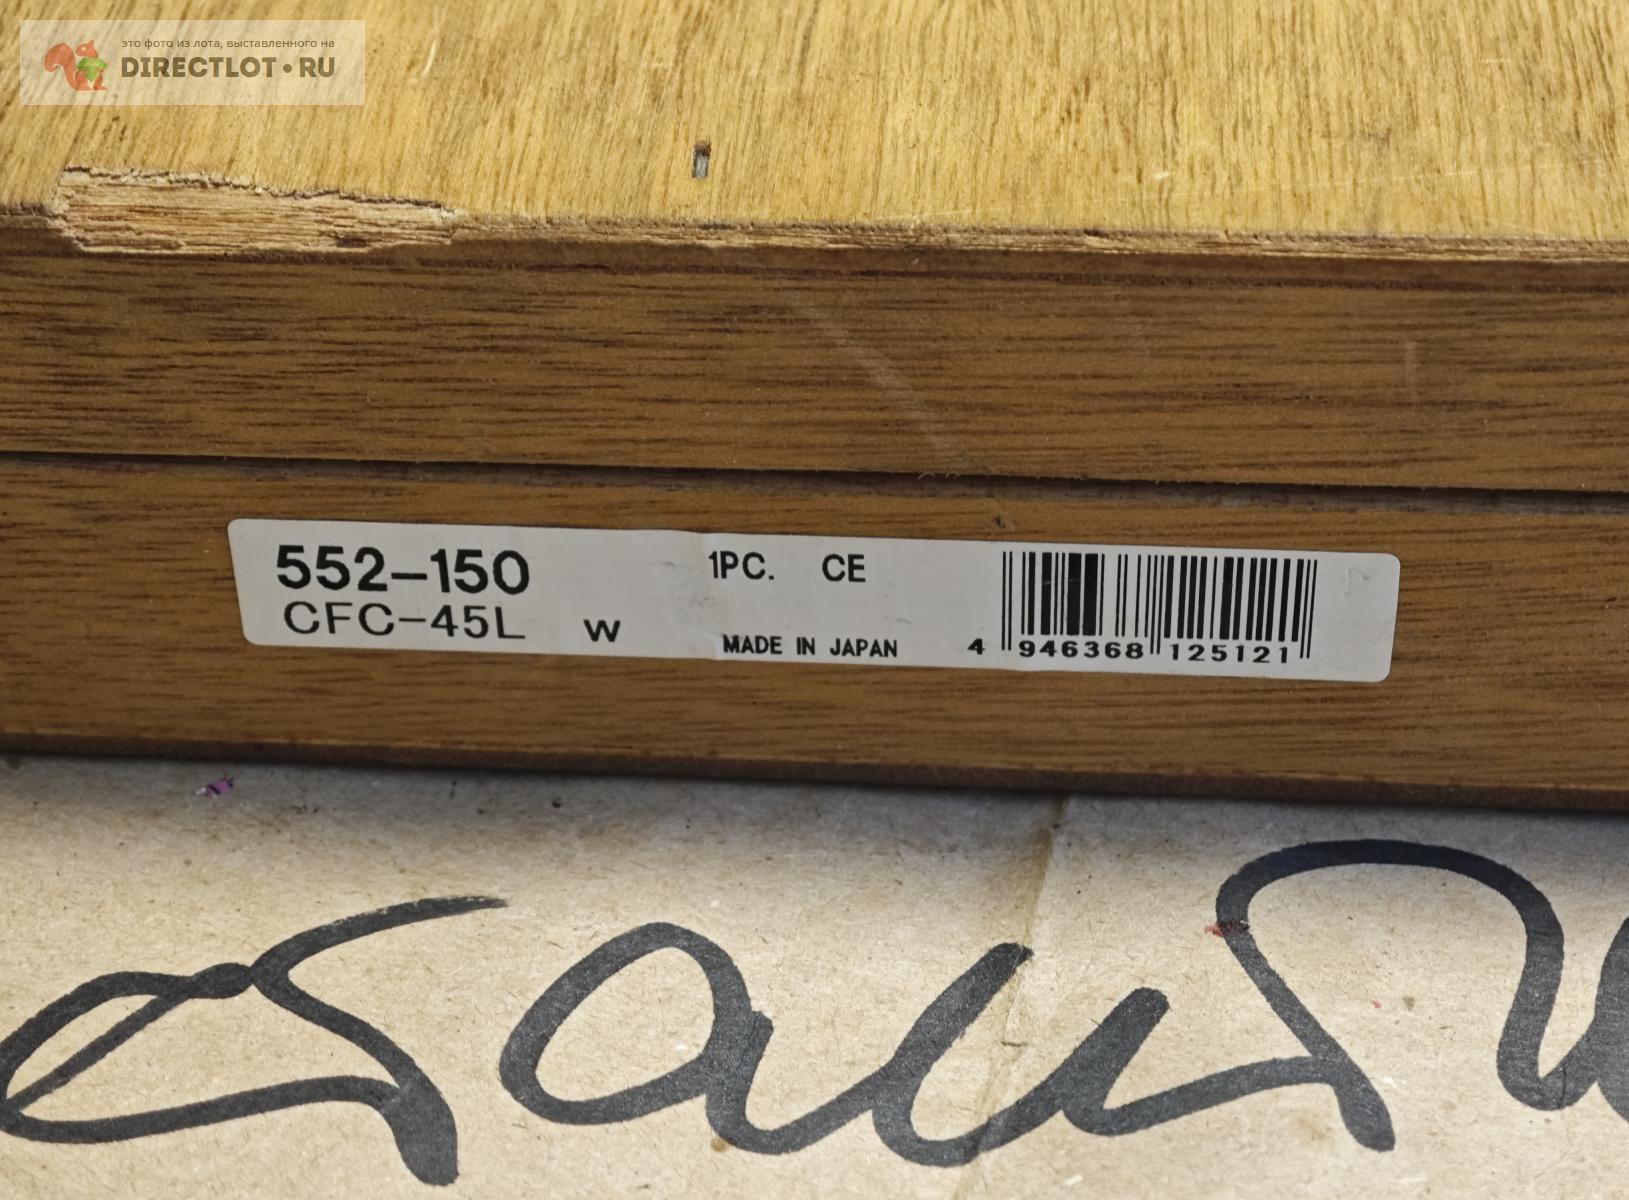 это фото из лота, выставленного на
DIRECTLOT•RU
552-150 1PC. CE
CFC-45L W MADE IN JAPAN 4 946368 125121